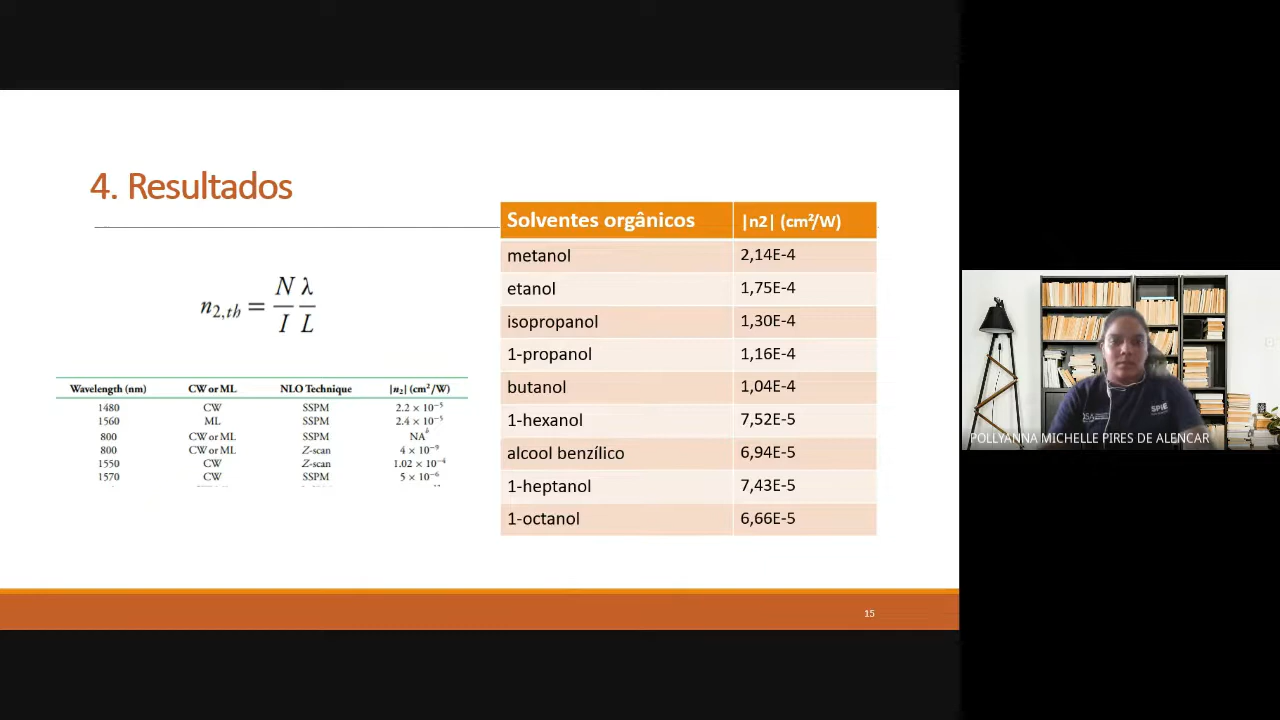 4. Resultados
n2,th = N/I λ/L
Wavelength (nm) CW or ML NLO Technique |n2| (cm²/W)
1480 CW SSPM 2.2 × 10⁻⁵
1560 ML SSPM 2.4 × 10⁻⁵
800 CW or ML SSPM NAᵇ
800 CW or ML Z-scan 4 × 10⁻⁹
1550 CW Z-scan 1.02 × 10⁻⁴
1570 CW SSPM 5 × 10⁻⁶
Solventes orgânicos |n2| (cm²/W)
metanol 2,14E-4
etanol 1,75E-4
isopropanol 1,30E-4
1-propanol 1,16E-4
butanol 1,04E-4
1-hexanol 7,52E-5
alcool benzílico 6,94E-5
1-heptanol 7,43E-5
1-octanol 6,66E-5
15
SPIE
POLLYANNA MICHELLE PIRES DE ALENCAR